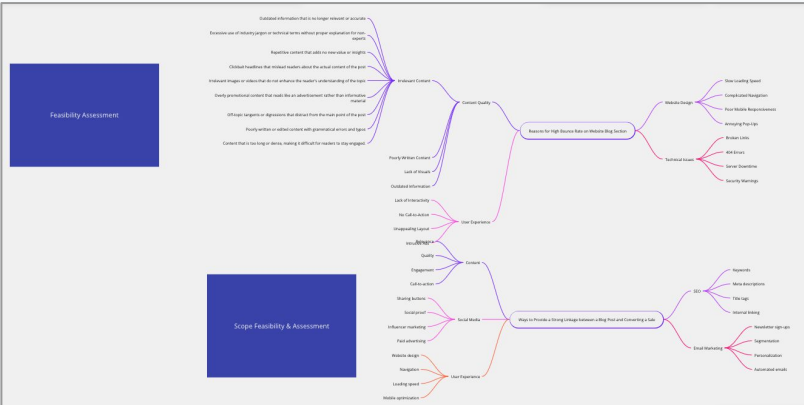 Feasibility Assessment
Outdated information that is no longer relevant or accurate
Excessive use of industry jargon or technical terms without proper explanation for non-
experts
Repetitive content that adds no new value or insights
Clickbait headlines that mislead readers about the actual content of the post
Irrelevant images or videos that do not enhance the reader's understanding of the topic
Overly promotional content that reads like an advertisement rather than informative
material
Off-topic tangents or digressions that distract from the main point of the post
Poorly written or edited content with grammatical errors and typos
Content that is too long or dense, making it difficult for readers to stay engaged
Irrelevant Content
Content Quality
Poorly Written Content
Lack of Visuals
Outdated Information
Lack of Interactivity
No Call-to-Action
Unappealing Layout
User Experience
Reasons for High Bounce Rate on Website Blog Section
Website Design
Slow Loading Speed
Complicated Navigation
Poor Mobile Responsiveness
Annoying Pop-Ups
Technical Issues
Broken Links
404 Errors
Server Downtime
Security Warnings
Scope Feasibility & Assessment
Relevance
Quality
Engagement
Call-to-action
Content
Sharing buttons
Social proof
Influencer marketing
Paid advertising
Social Media
Website design
Navigation
Loading speed
Mobile optimization
User Experience
Ways to Provide a Strong Linkage between a Blog Post and Converting a Sale
SEO
Keywords
Meta descriptions
Title tags
Internal linking
Email Marketing
Newsletter sign-ups
Segmentation
Personalization
Automated emails